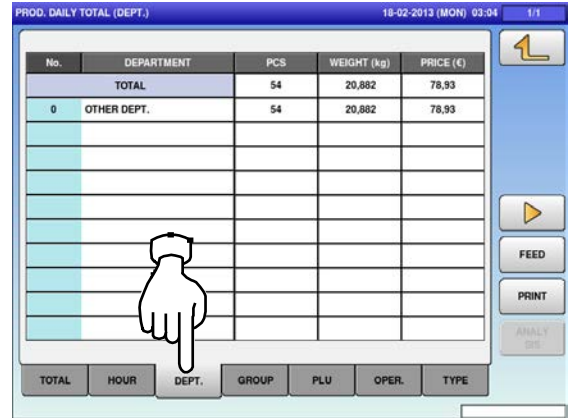 PROD. DAILY TOTAL (DEPT.) 18-02-2013 (MON) 03:04 1/1
No. DEPARTMENT PCS WEIGHT (kg) PRICE (€)
TOTAL 54 20,882 78,93
0 OTHER DEPT. 54 20,882 78,93
FEED
PRINT
ANALY
SIS
TOTAL HOUR DEPT. GROUP PLU OPER. TYPE